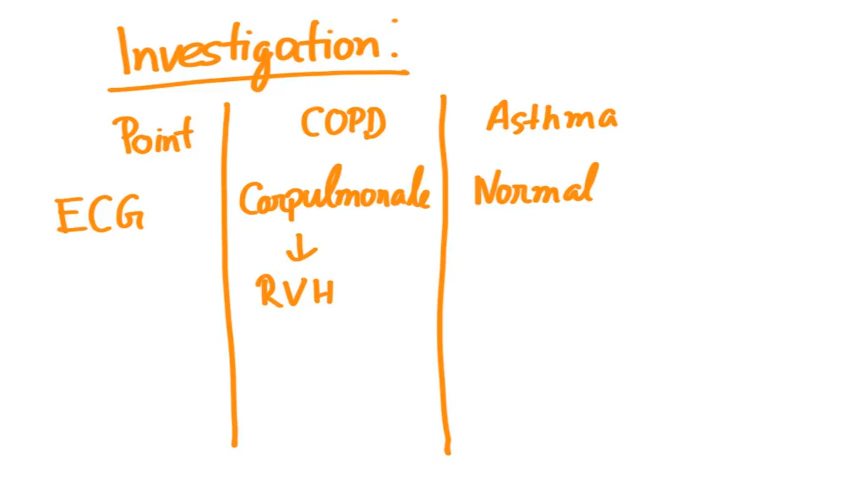 Investigation:
Point COPD Asthma
ECG Corpulmonale Normal
↓
RVH